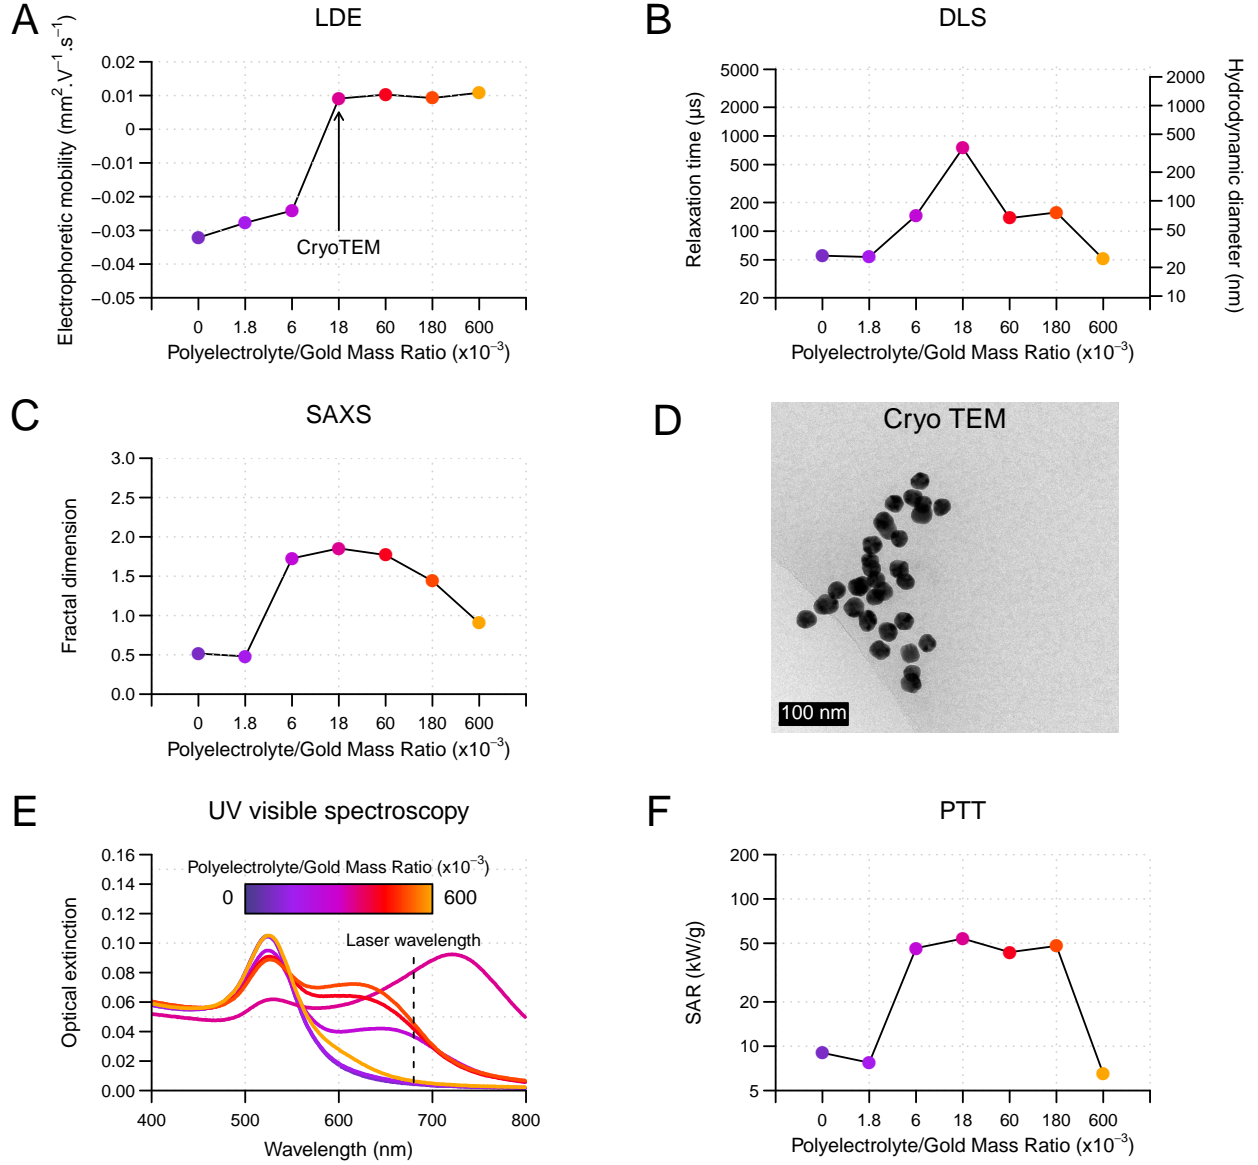 A
LDE
Electrophoretic mobility (mm².V⁻¹.s⁻¹)
0.02
0.01
0
−0.01
−0.02
−0.03
−0.04
−0.05
CryoTEM
0 1.8 6 18 60 180 600
Polyelectrolyte/Gold Mass Ratio (x10⁻³)
B
DLS
Relaxation time (µs)
5000
2000
1000
500
200
100
50
20
Hydrodynamic diameter (nm)
2000
1000
500
200
100
50
20
10
0 1.8 6 18 60 180 600
Polyelectrolyte/Gold Mass Ratio (x10⁻³)
C
SAXS
Fractal dimension
3.0
2.5
2.0
1.5
1.0
0.5
0.0
0 1.8 6 18 60 180 600
Polyelectrolyte/Gold Mass Ratio (x10⁻³)
D
Cryo TEM
100 nm
E
UV visible spectroscopy
Optical extinction
0.16
0.14
0.12
0.10
0.08
0.06
0.04
0.02
0.00
Polyelectrolyte/Gold Mass Ratio (x10⁻³)
0 600
Laser wavelength
400 500 600 700 800
Wavelength (nm)
F
PTT
SAR (kW/g)
200
100
50
20
10
5
0 1.8 6 18 60 180 600
Polyelectrolyte/Gold Mass Ratio (x10⁻³)